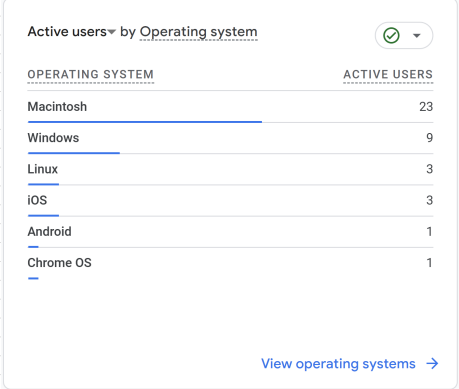 Active users by Operating system
OPERATING SYSTEM ACTIVE USERS
Macintosh 23
Windows 9
Linux 3
iOS 3
Android 1
Chrome OS 1
View operating systems